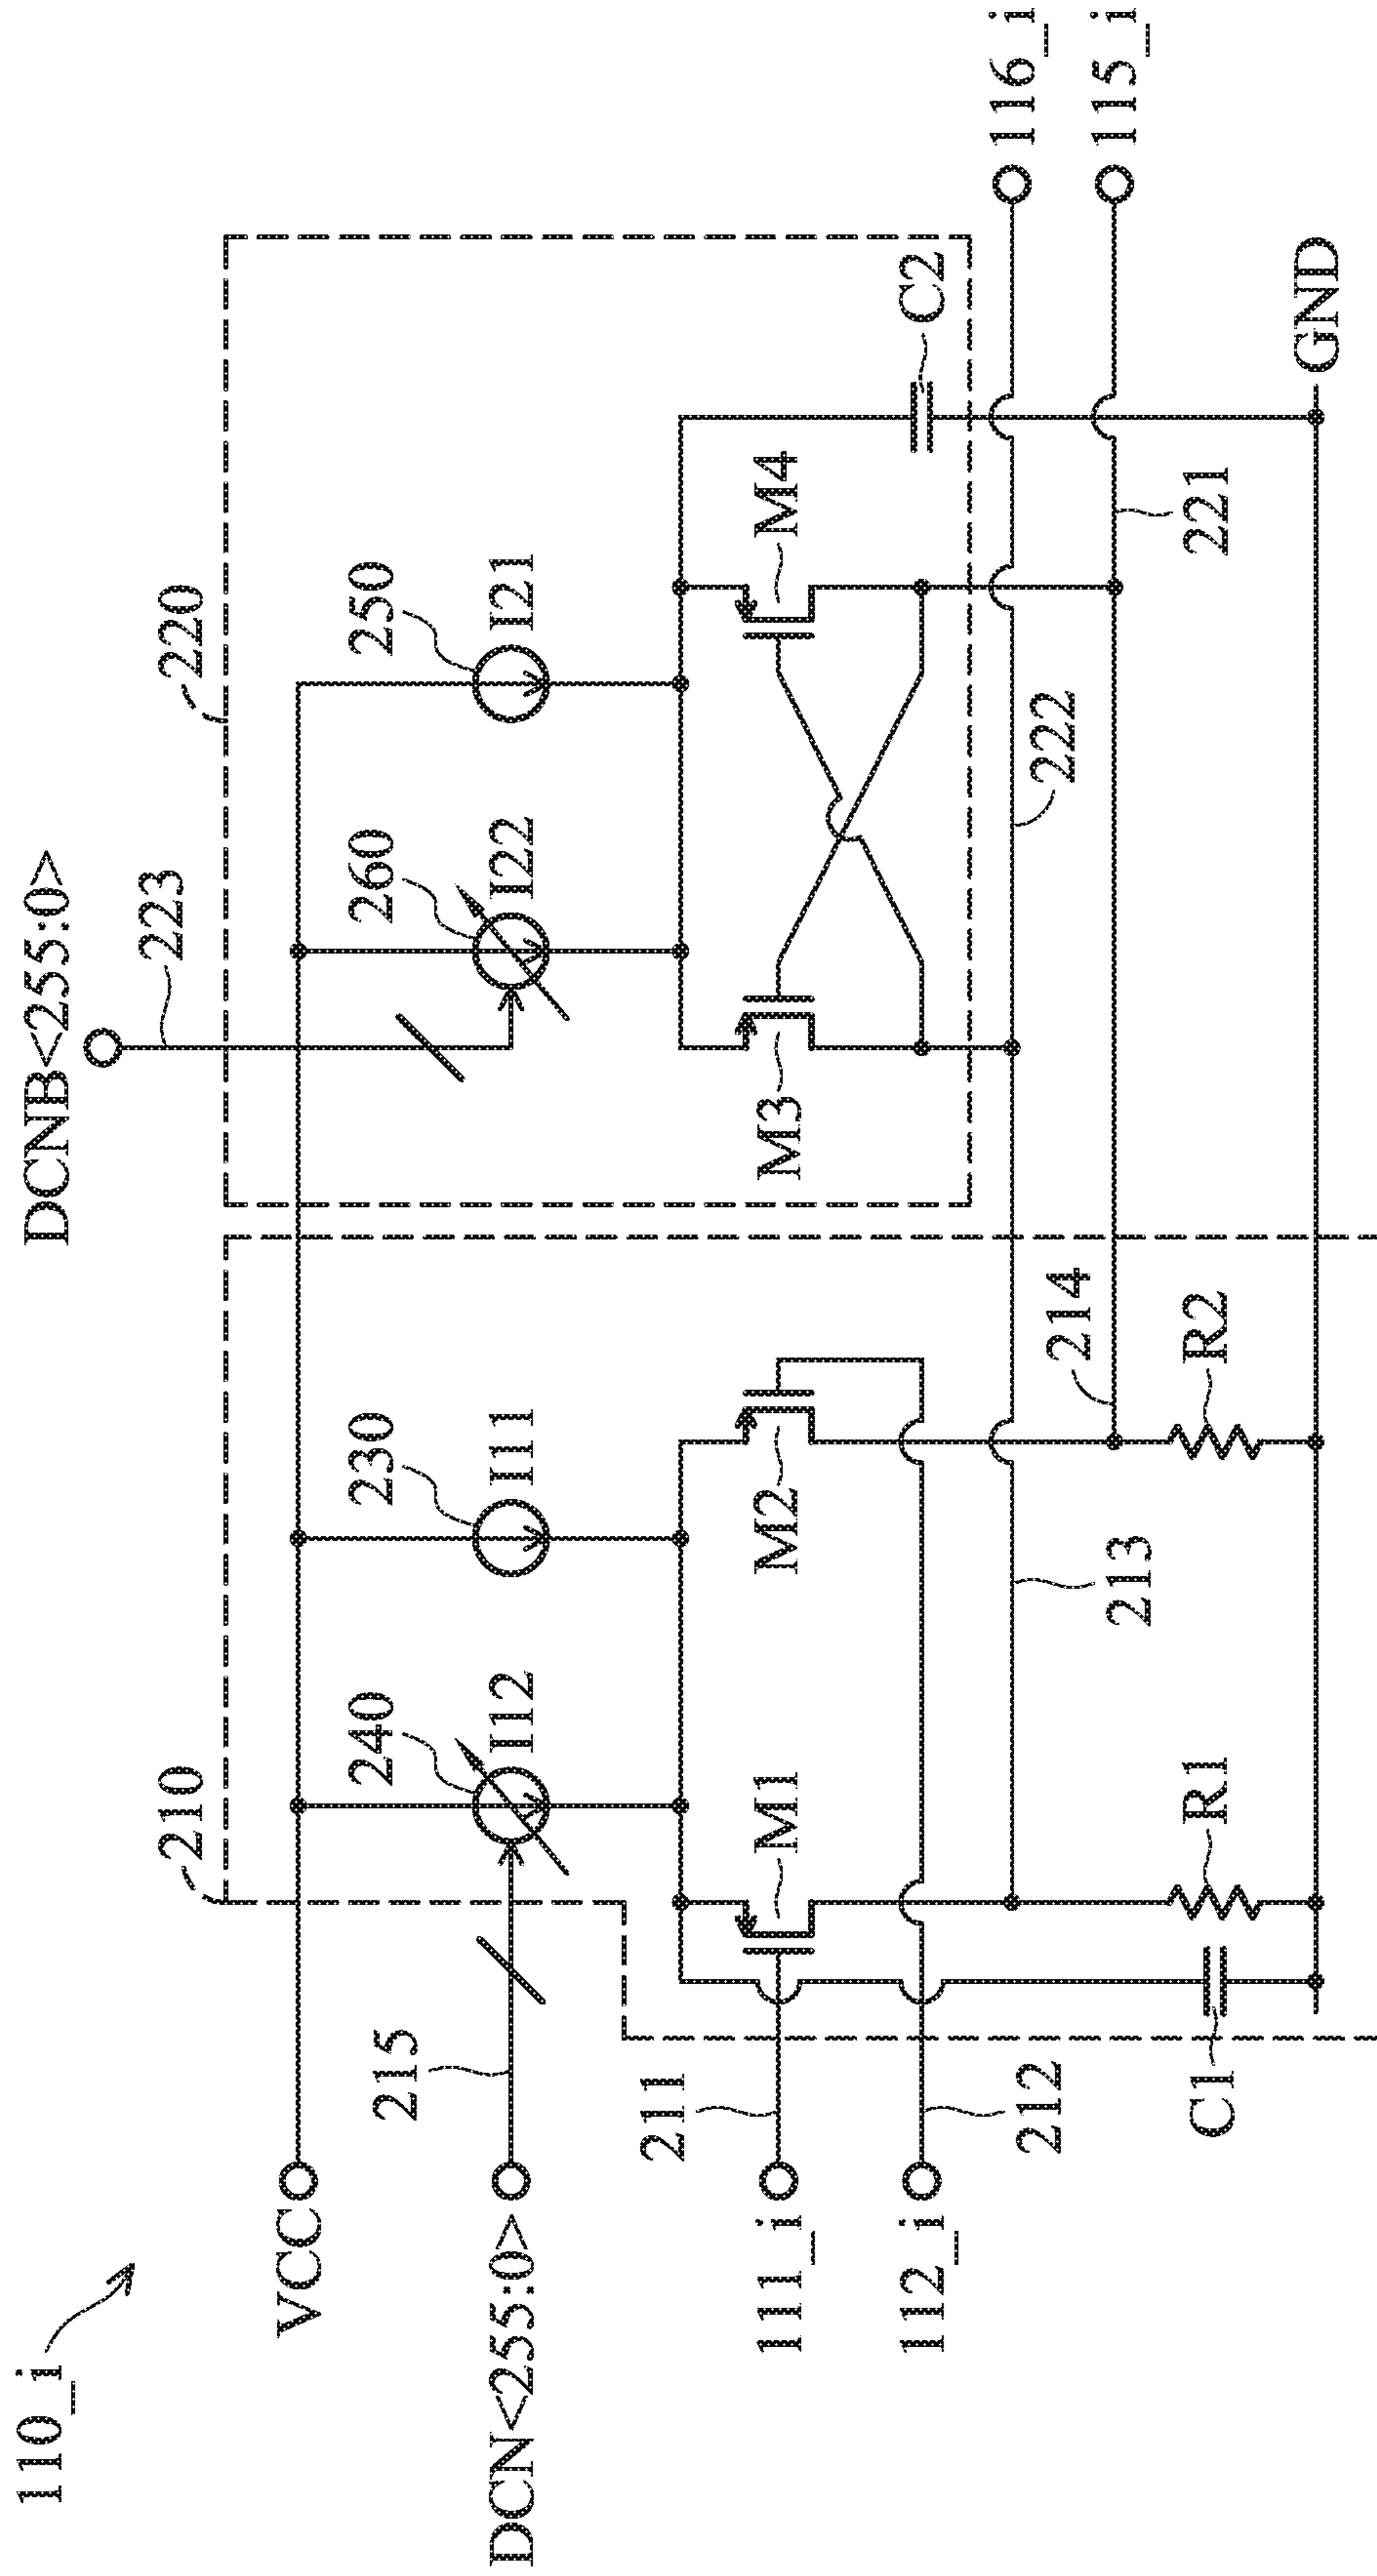 110_i
DCNB<255:0>
223
210
220
VCC
240
I12
230
I11
260
I22
250
I21
215
DCN<255:0>
211
111_i
M1
M2
M3
M4
112_i
212
C2
213
214
222
116_i
115_i
221
C1
R1
R2
GND